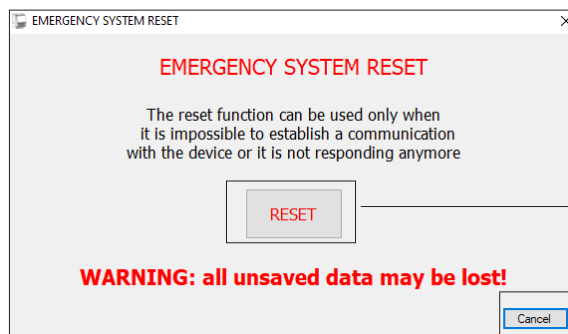 EMERGENCY SYSTEM RESET
EMERGENCY SYSTEM RESET
The reset function can be used only when
it is impossible to establish a communication
with the device or it is not responding anymore
RESET
WARNING: all unsaved data may be lost!
Cancel